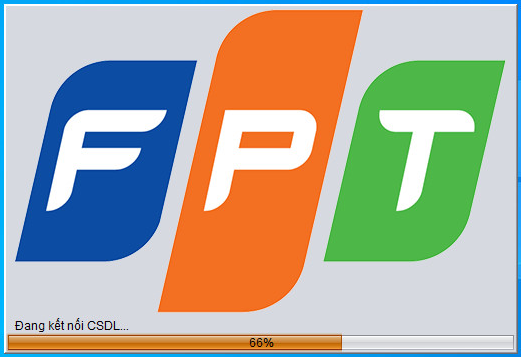 FPT
Đang kết nối CSDL...
66%